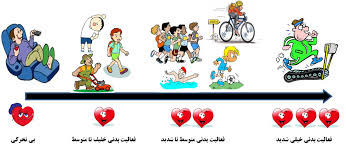 بی تحرکی
فعالیت بدنی خفیف تا متوسط
فعالیت بدنی متوسط تا شدید
فعالیت بدنی خیلی شدید